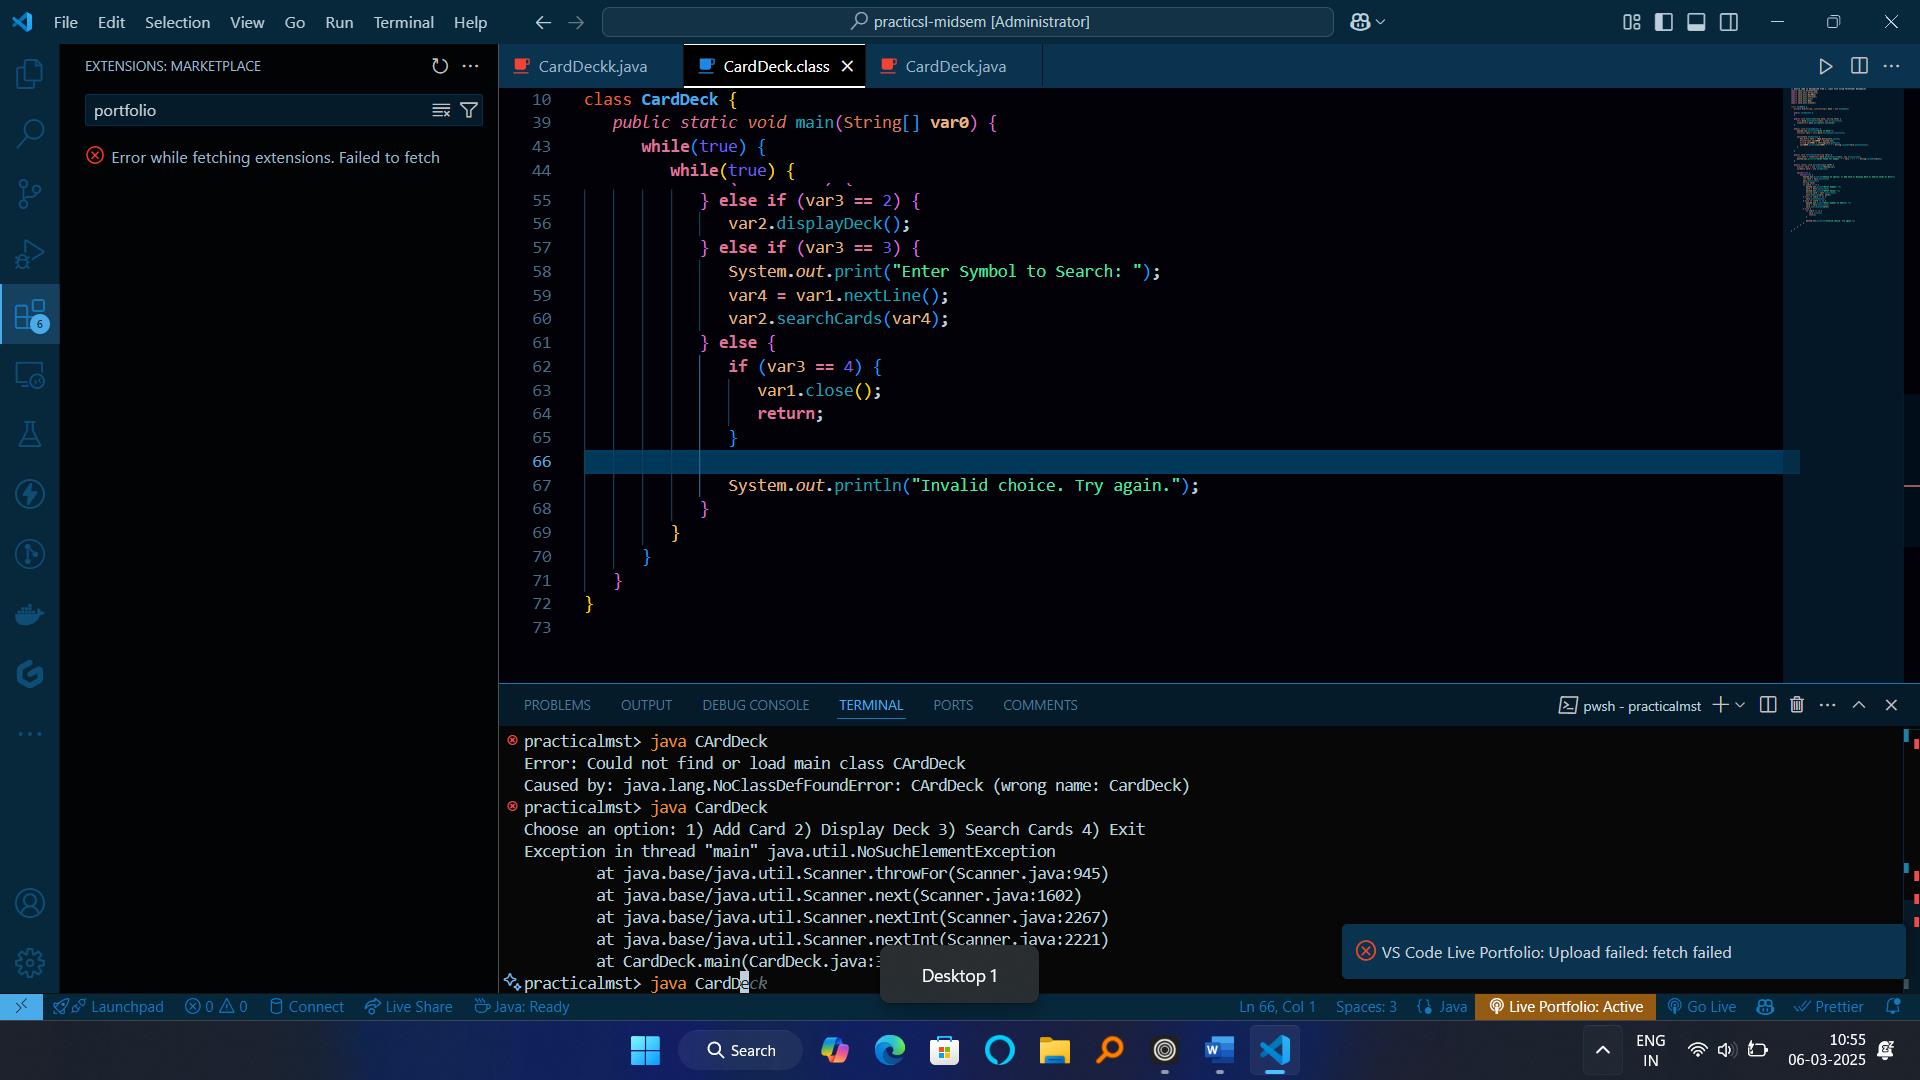 File Edit Selection View Go Run Terminal Help
practicsl-midsem [Administrator]
EXTENSIONS: MARKETPLACE
portfolio
Error while fetching extensions. Failed to fetch
6
CardDeckk.java
CardDeck.class
CardDeck.java
10 class CardDeck {
39 public static void main(String[] var0) {
43 while(true) {
44 while(true) {
55 } else if (var3 == 2) {
56 var2.displayDeck();
57 } else if (var3 == 3) {
58 System.out.print("Enter Symbol to Search: ");
59 var4 = var1.nextLine();
60 var2.searchCards(var4);
61 } else {
62 if (var3 == 4) {
63 var1.close();
64 return;
65 }
66
67 System.out.println("Invalid choice. Try again.");
68 }
69 }
70 }
71 }
72 }
73
PROBLEMS OUTPUT DEBUG CONSOLE TERMINAL PORTS COMMENTS
pwsh - practicalmst
practicalmst> java CArdDeck
Error: Could not find or load main class CArdDeck
Caused by: java.lang.NoClassDefFoundError: CArdDeck (wrong name: CardDeck)
practicalmst> java CardDeck
Choose an option: 1) Add Card 2) Display Deck 3) Search Cards 4) Exit
Exception in thread "main" java.util.NoSuchElementException
at java.base/java.util.Scanner.throwFor(Scanner.java:945)
at java.base/java.util.Scanner.next(Scanner.java:1602)
at java.base/java.util.Scanner.nextInt(Scanner.java:2267)
at java.base/java.util.Scanner.nextInt(Scanner.java:2221)
at CardDeck.main(CardDeck.java:3
practicalmst> java CardDeck
Desktop 1
VS Code Live Portfolio: Upload failed: fetch failed
Launchpad 0 0 Connect Live Share Java: Ready
Ln 66, Col 1 Spaces: 3 {} Java Live Portfolio: Active Go Live Prettier
Search
ENG
IN
10:55
06-03-2025